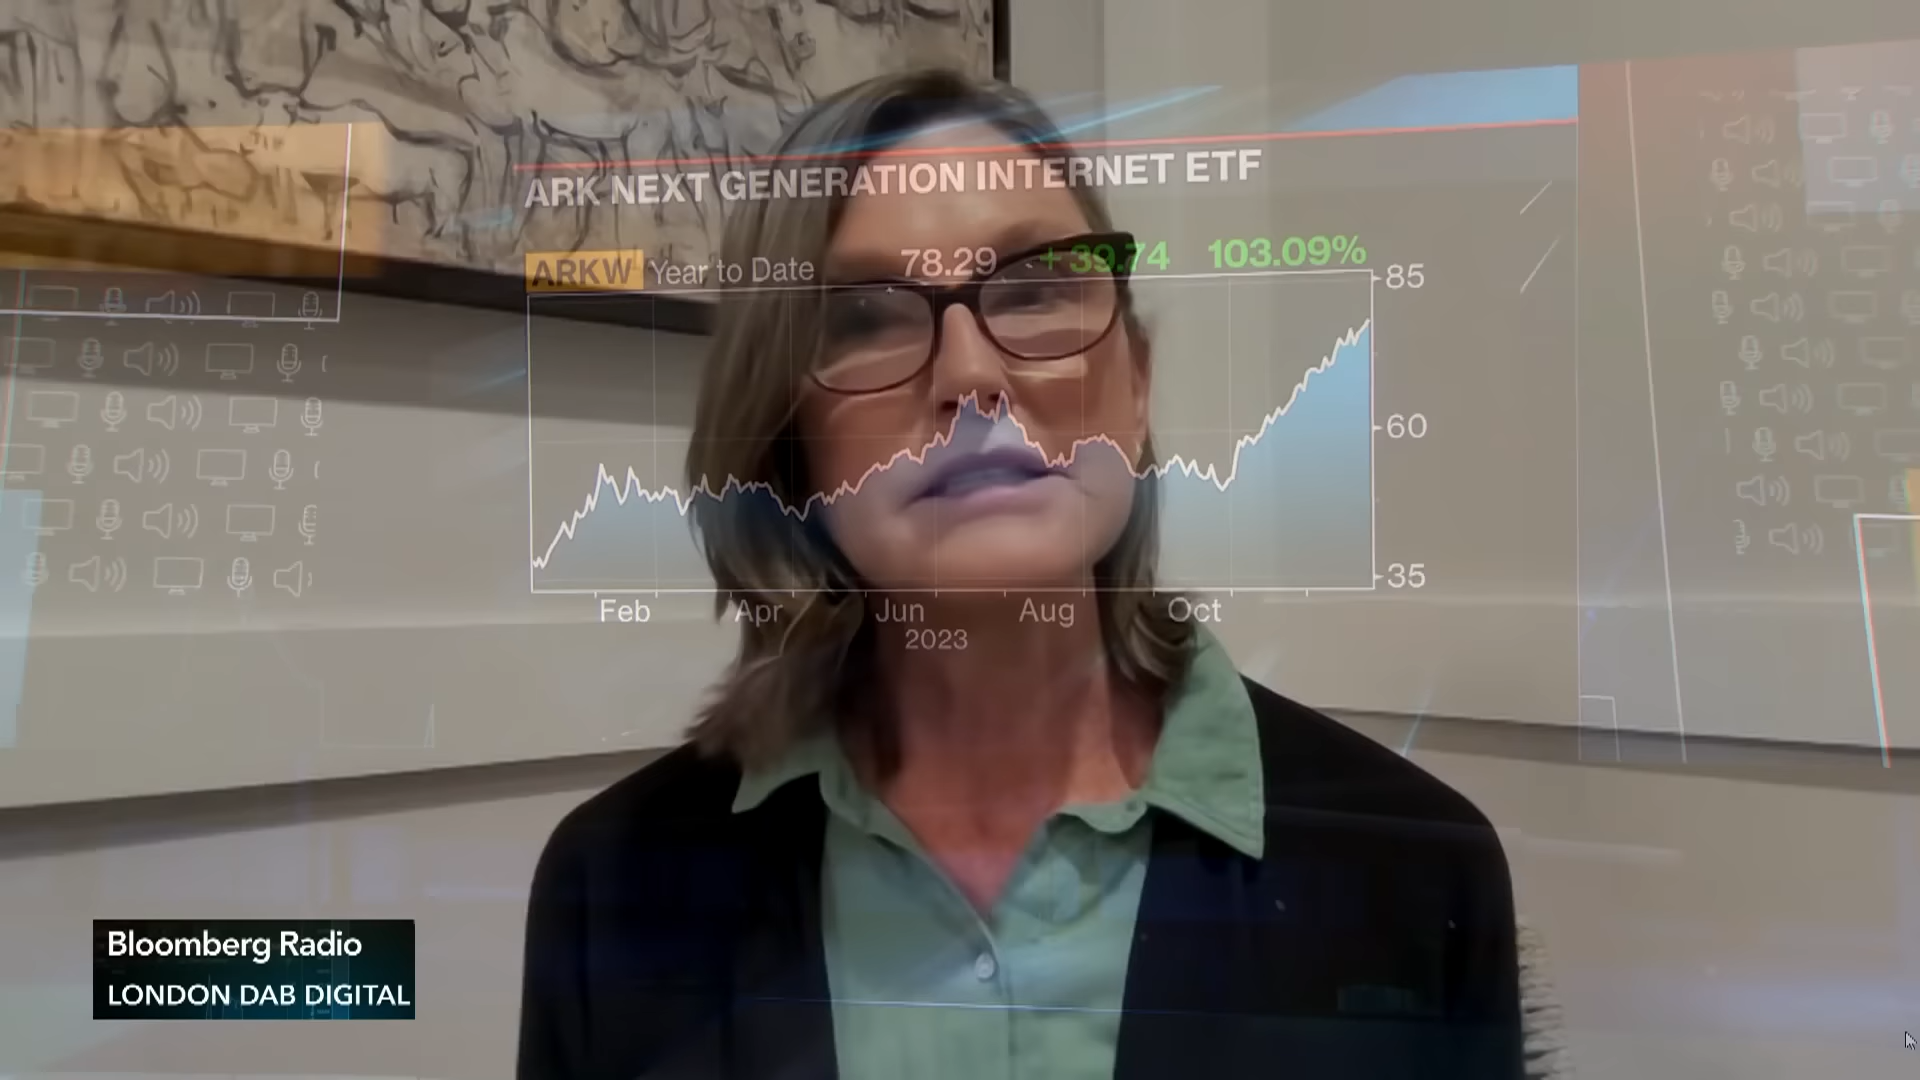 ARK NEXT GENERATION INTERNET ETF
ARKW Year to Date 78.29 +39.74 103.09%
85
60
35
Feb Apr Jun Aug Oct
2023
Bloomberg Radio
LONDON DAB DIGITAL